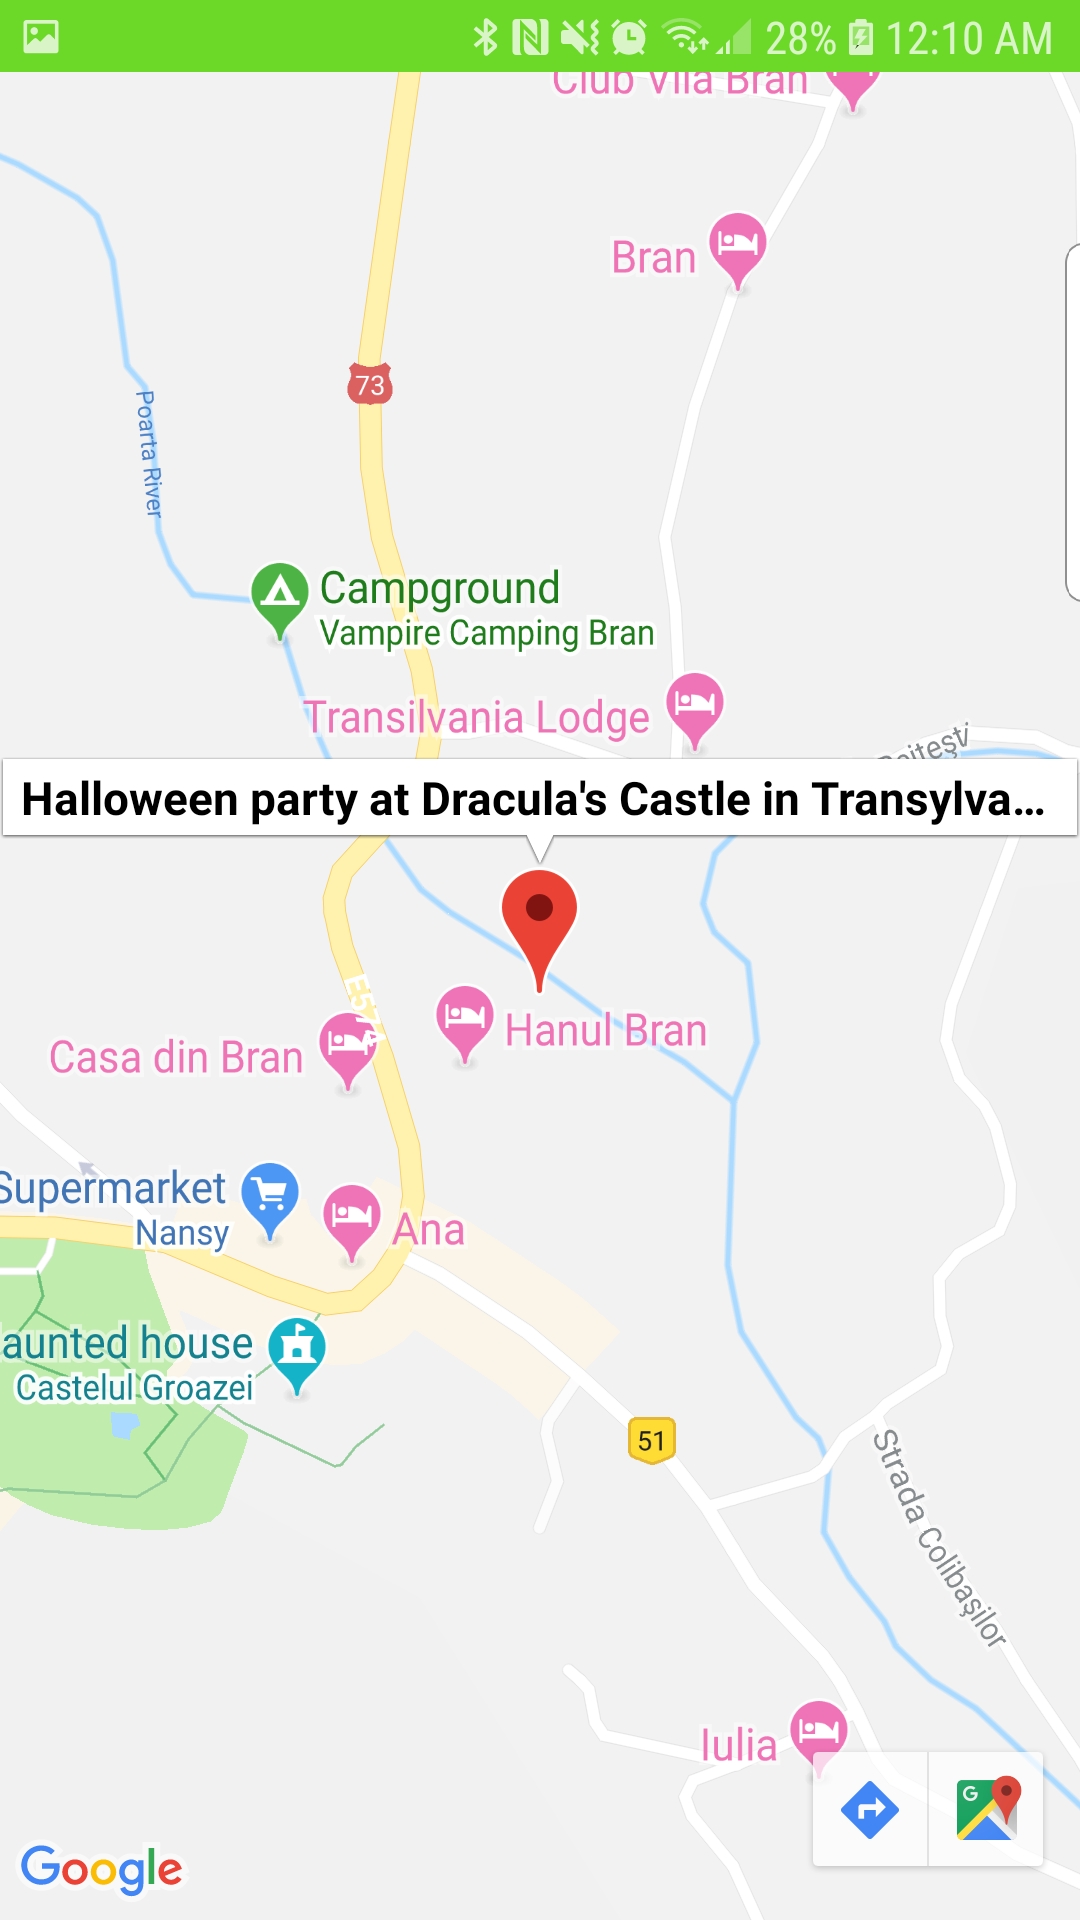 28% 12:10 AM
Club Vila Bran
Bran
73
Poarta River
Campground
Vampire Camping Bran
Transilvania Lodge
Halloween party at Dracula's Castle in Transylva...
E574
Hanul Bran
Casa din Bran
Supermarket
Nansy
Ana
aunted house
Castelul Groazei
51
Strada Colibaşilor
Iulia
G
Google